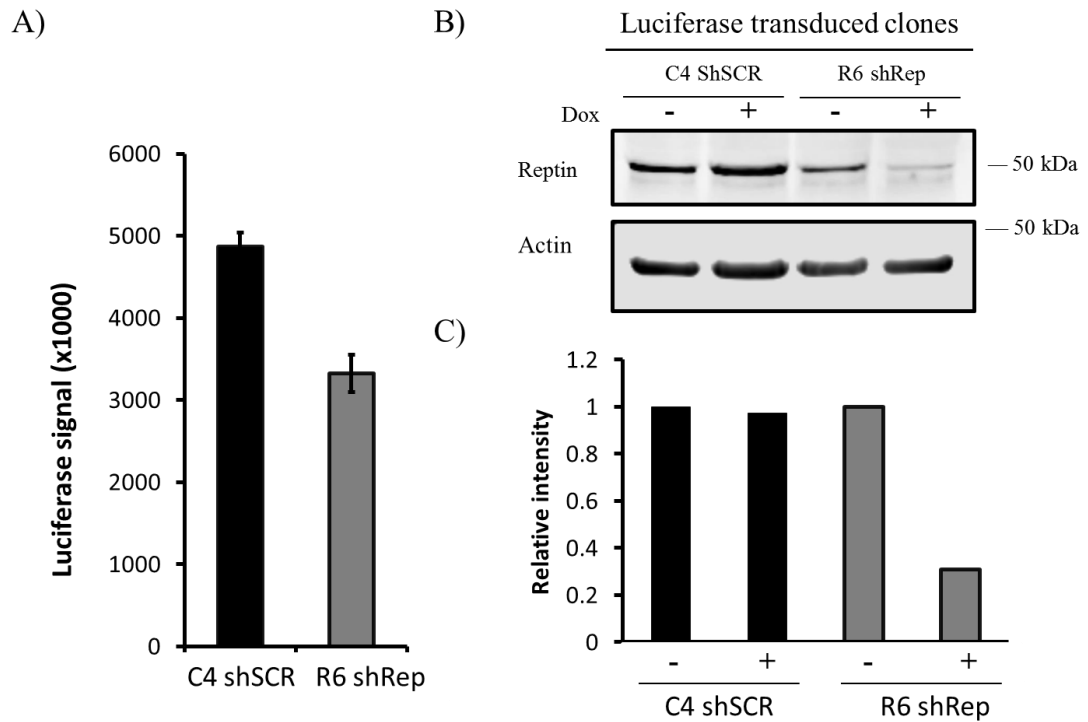 A)
Luciferase signal (x1000)
6000
5000
4000
3000
2000
1000
0
C4 shSCR R6 shRep
B)
Luciferase transduced clones
C4 ShSCR R6 shRep
Dox - + - +
Reptin — 50 kDa
— 50 kDa
Actin
C)
Relative intensity
1.2
1
0.8
0.6
0.4
0.2
0
- + - +
C4 shSCR R6 shRep